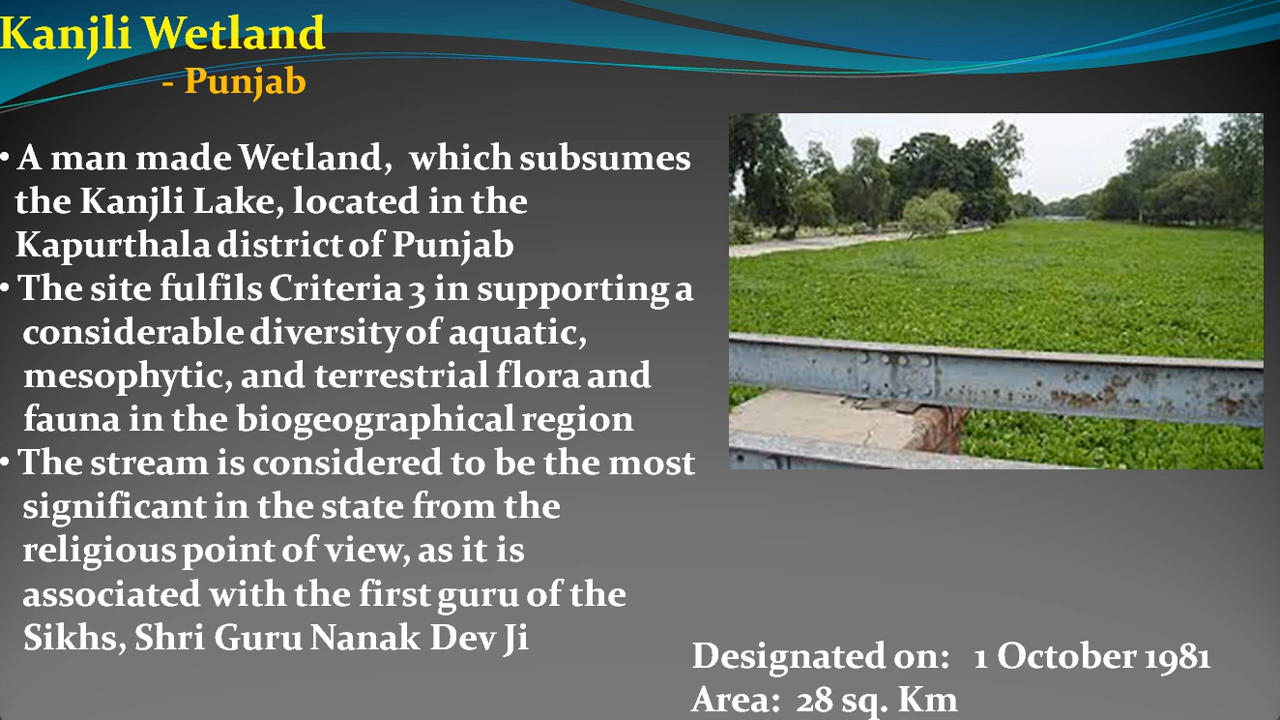 Kanjli Wetland
- Punjab
• A man made Wetland, which subsumes
the Kanjli Lake, located in the
Kapurthala district of Punjab
• The site fulfils Criteria 3 in supporting a
considerable diversity of aquatic,
mesophytic, and terrestrial flora and
fauna in the biogeographical region
• The stream is considered to be the most
significant in the state from the
religious point of view, as it is
associated with the first guru of the
Sikhs, Shri Guru Nanak Dev Ji
Designated on: 1 October 1981
Area: 28 sq. Km